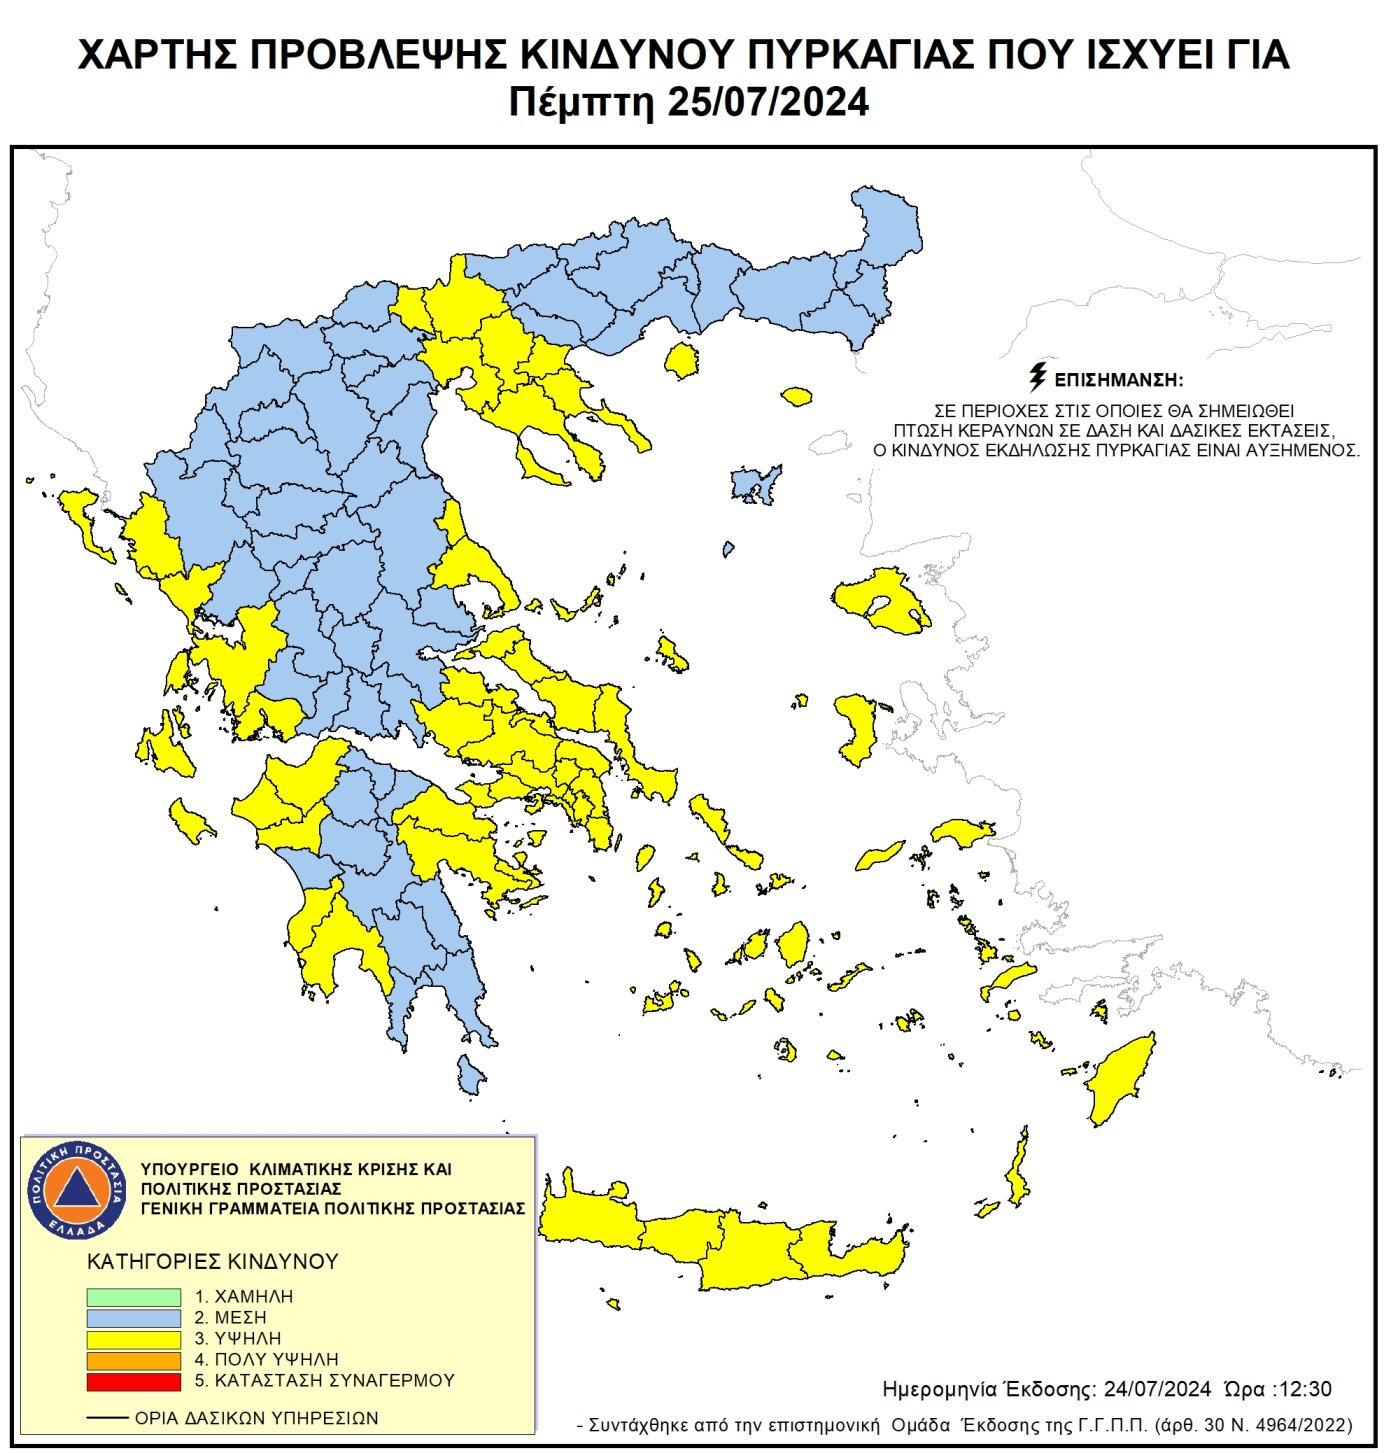 ΧΑΡΤΗΣ ΠΡΟΒΛΕΨΗΣ ΚΙΝΔΥΝΟΥ ΠΥΡΚΑΓΙΑΣ ΠΟΥ ΙΣΧΥΕΙ ΓΙΑ
Πέμπτη 25/07/2024
ΕΠΙΣΗΜΑΝΣΗ:
ΣΕ ΠΕΡΙΟΧΕΣ ΣΤΙΣ ΟΠΟΙΕΣ ΘΑ ΣΗΜΕΙΩΘΕΙ
ΠΤΩΣΗ ΚΕΡΑΥΝΩΝ ΣΕ ΔΑΣΗ ΚΑΙ ΔΑΣΙΚΕΣ ΕΚΤΑΣΕΙΣ,
Ο ΚΙΝΔΥΝΟΣ ΕΚΔΗΛΩΣΗΣ ΠΥΡΚΑΓΙΑΣ ΕΙΝΑΙ ΑΥΞΗΜΕΝΟΣ.
ΠΟΛΙΤΙΚΗ ΠΡΟΣΤΑΣΙΑ
ΕΛΛΑΔΑ
ΥΠΟΥΡΓΕΙΟ ΚΛΙΜΑΤΙΚΗΣ ΚΡΙΣΗΣ ΚΑΙ
ΠΟΛΙΤΙΚΗΣ ΠΡΟΣΤΑΣΙΑΣ
ΓΕΝΙΚΗ ΓΡΑΜΜΑΤΕΙΑ ΠΟΛΙΤΙΚΗΣ ΠΡΟΣΤΑΣΙΑΣ
ΚΑΤΗΓΟΡΙΕΣ ΚΙΝΔΥΝΟΥ
1. ΧΑΜΗΛΗ
2. ΜΕΣΗ
3. ΥΨΗΛΗ
4. ΠΟΛΥ ΥΨΗΛΗ
5. ΚΑΤΑΣΤΑΣΗ ΣΥΝΑΓΕΡΜΟΥ
ΟΡΙΑ ΔΑΣΙΚΩΝ ΥΠΗΡΕΣΙΩΝ
Ημερομηνία Έκδοσης: 24/07/2024 Ώρα :12:30
- Συντάχθηκε από την επιστημονική Ομάδα Έκδοσης της Γ.Γ.Π.Π. (άρθ. 30 Ν. 4964/2022)